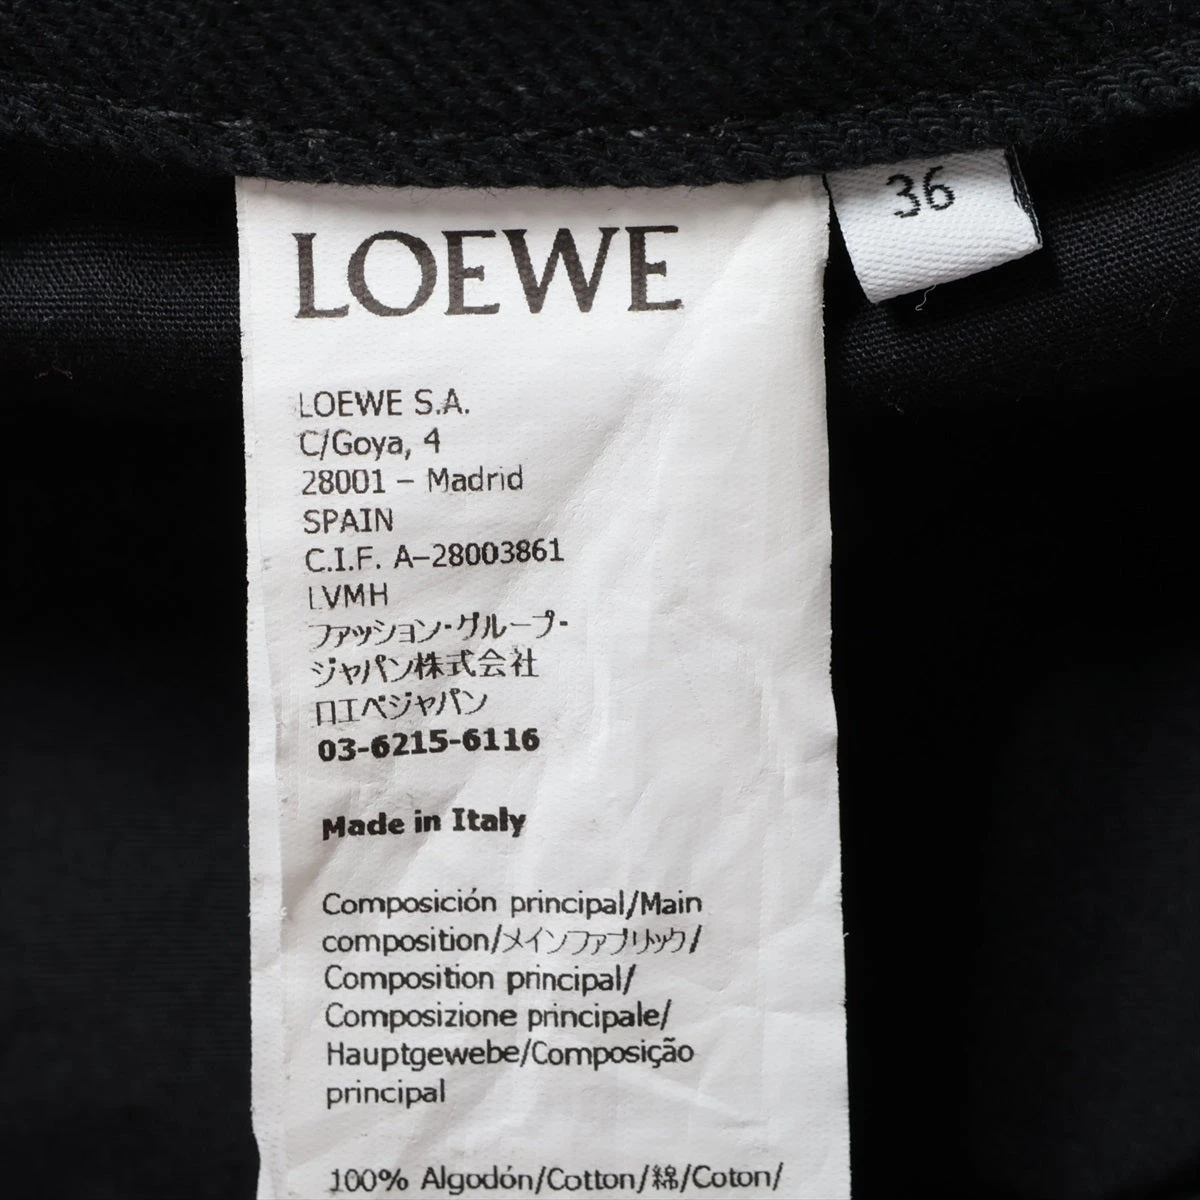 LOEWE
36
LOEWE S.A.
C/Goya, 4
28001 – Madrid
SPAIN
C.I.F. A–28003861
LVMH
ファッション・グループ・
ジャパン株式会社
ロエベジャパン
03-6215-6116
Made in Italy
Composición principal/Main
composition/メインファブリック/
Composition principal/
Composizione principale/
Hauptgewebe/Composição
principal
100% Algodón/Cotton/綿/Coton/